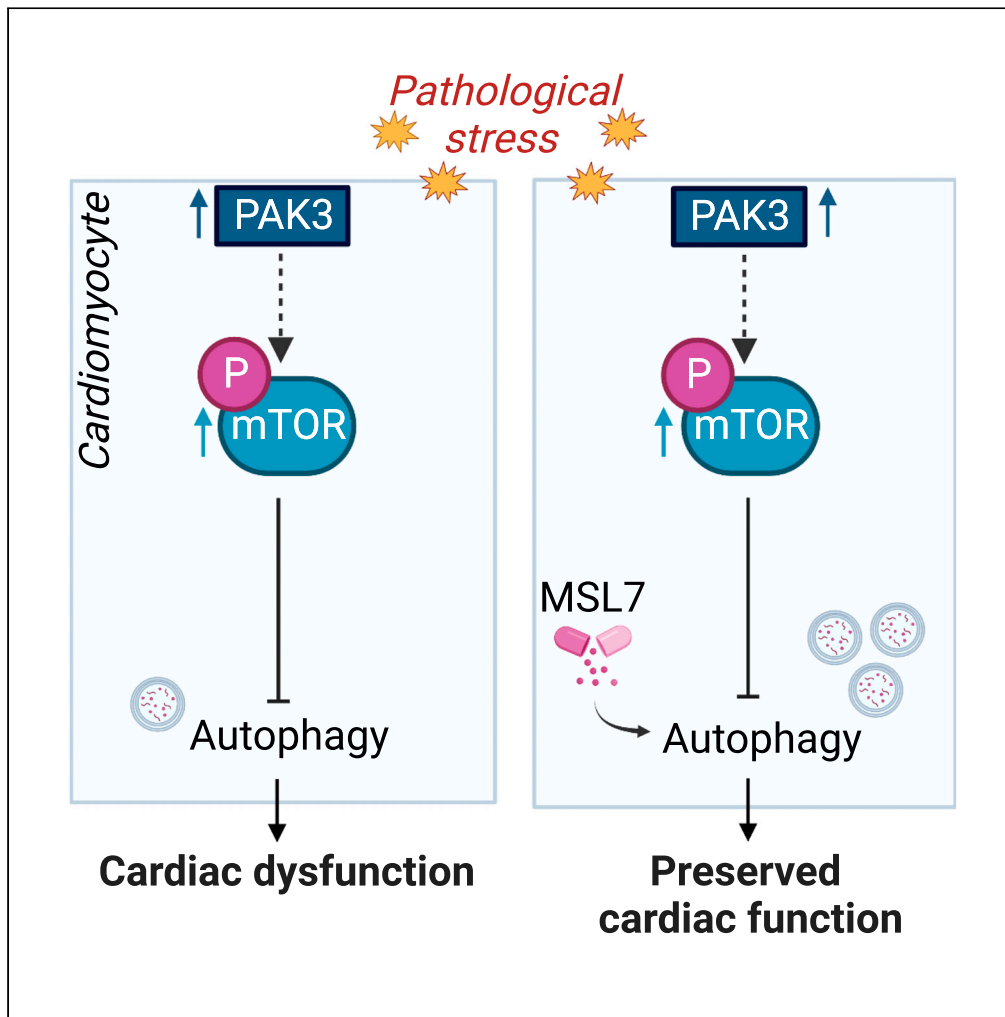 Pathological
stress
Cardiomyocyte
PAK3
P
mTOR
Autophagy
Cardiac dysfunction
PAK3
P
mTOR
MSL7
Autophagy
Preserved
cardiac function